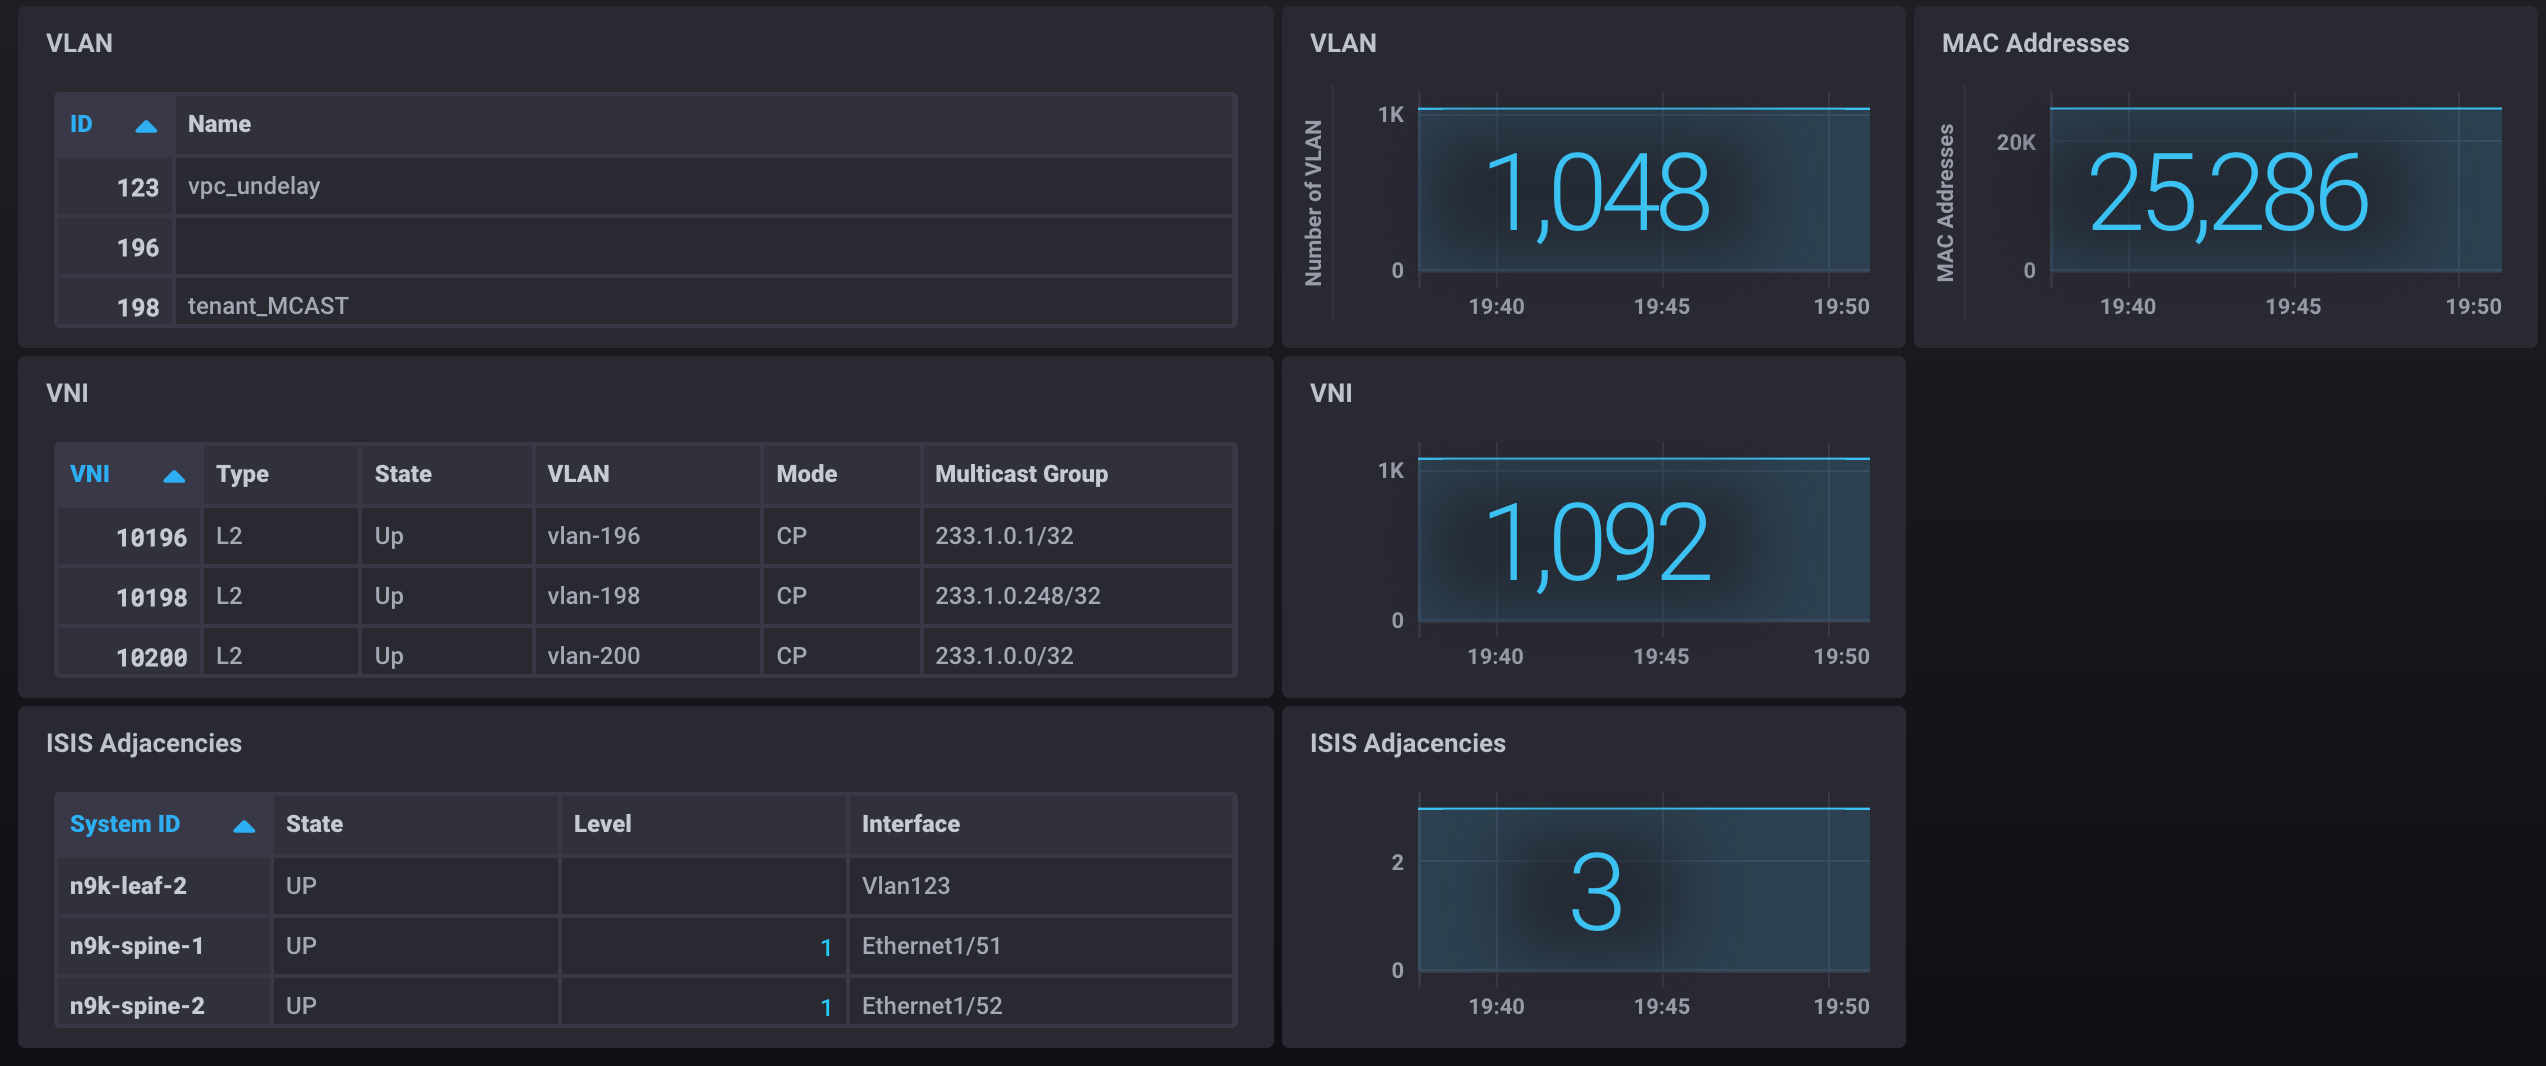 VLAN
ID Name
123 vpc_undelay
196
198 tenant_MCAST
VLAN
Number of VLAN
1K
1,048
0
19:40 19:45 19:50
MAC Addresses
MAC Addresses
20K
25,286
0
19:40 19:45 19:50
VNI
VNI Type State VLAN Mode Multicast Group
10196 L2 Up vlan-196 CP 233.1.0.1/32
10198 L2 Up vlan-198 CP 233.1.0.248/32
10200 L2 Up vlan-200 CP 233.1.0.0/32
VNI
1K
1,092
0
19:40 19:45 19:50
ISIS Adjacencies
System ID State Level Interface
n9k-leaf-2 UP Vlan123
n9k-spine-1 UP 1 Ethernet1/51
n9k-spine-2 UP 1 Ethernet1/52
ISIS Adjacencies
2
3
0
19:40 19:45 19:50